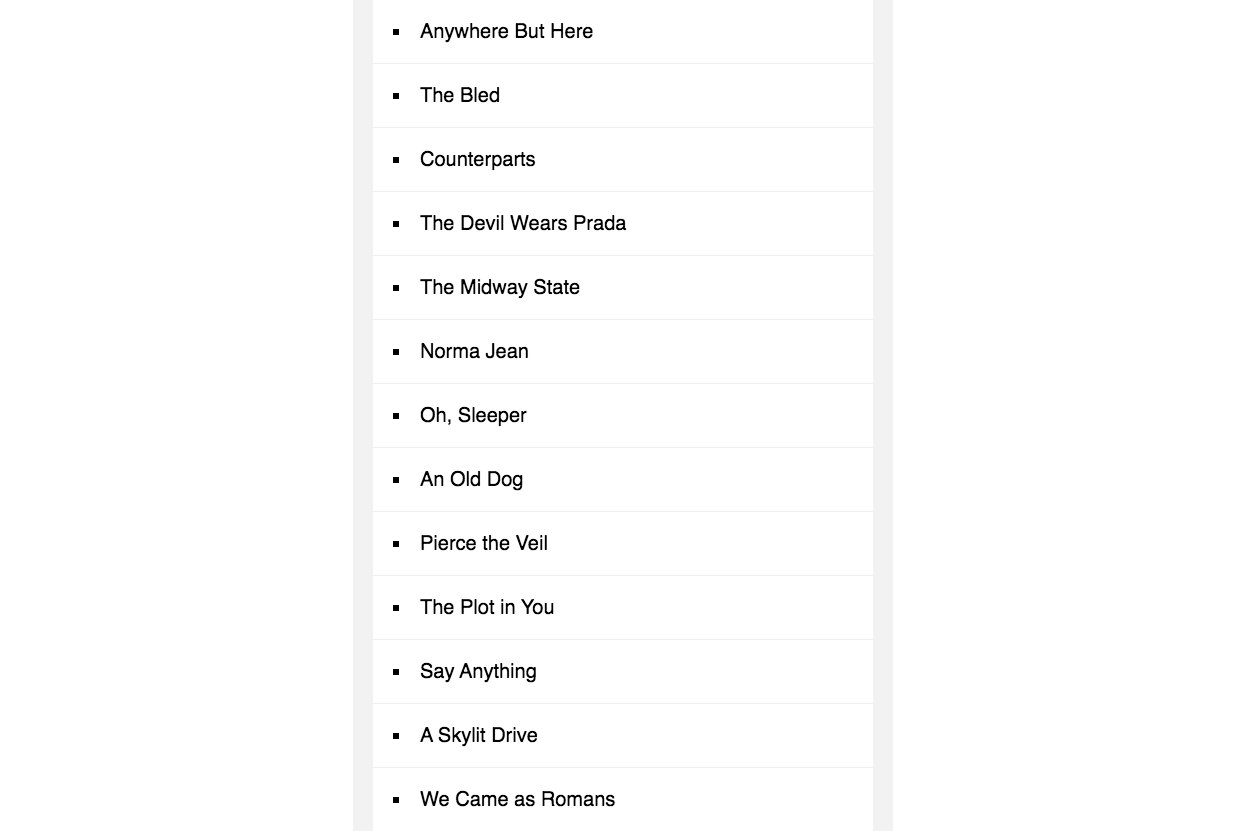 ▪ Anywhere But Here
▪ The Bled
▪ Counterparts
▪ The Devil Wears Prada
▪ The Midway State
▪ Norma Jean
▪ Oh, Sleeper
▪ An Old Dog
▪ Pierce the Veil
▪ The Plot in You
▪ Say Anything
▪ A Skylit Drive
▪ We Came as Romans